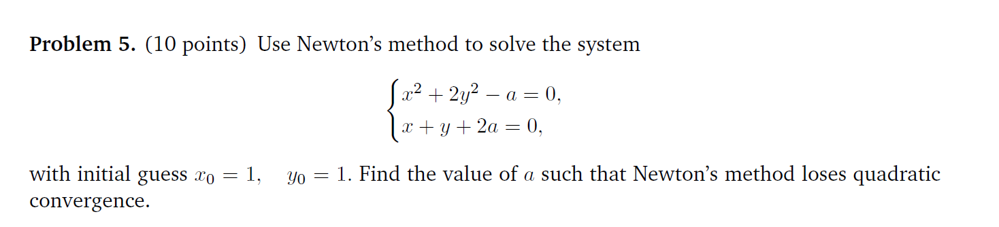 Problem 5. (10 points) Use Newton's method to solve the system
x² + 2y² − a = 0,
x + y + 2a = 0,
with initial guess x₀ = 1, y₀ = 1. Find the value of a such that Newton's method loses quadratic
convergence.